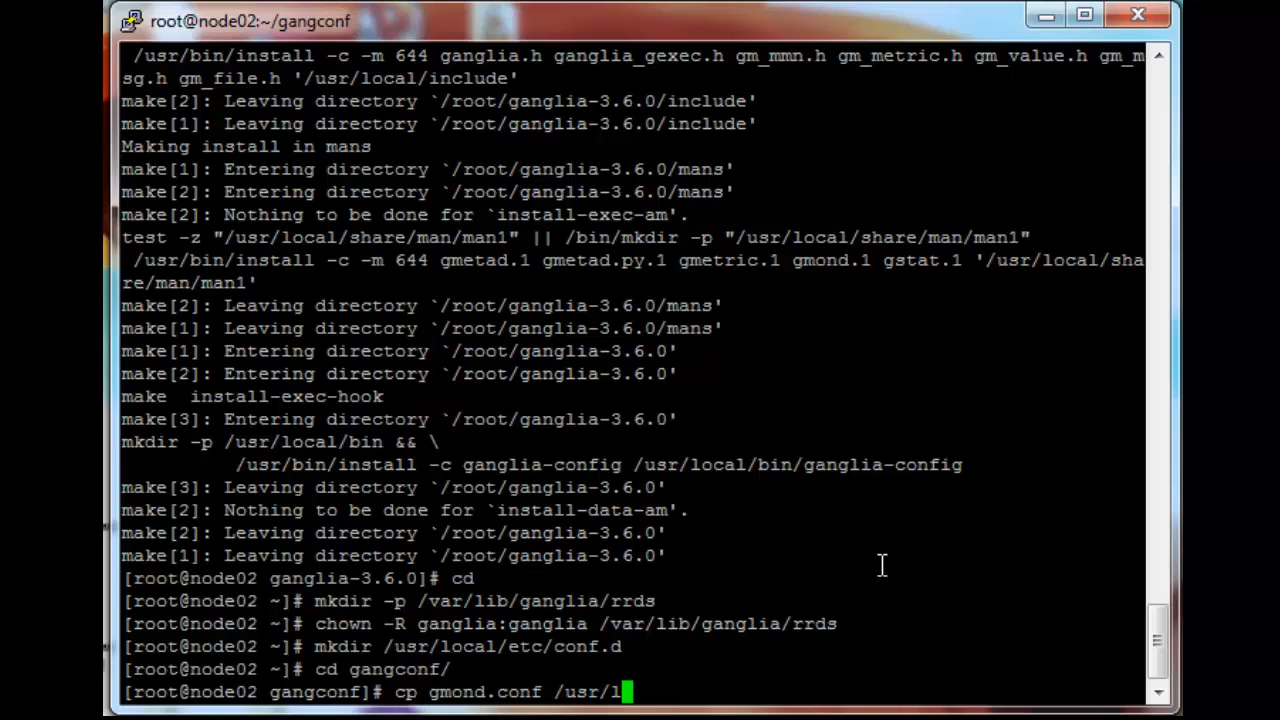 root@node02:~/gangconf
 /usr/bin/install -c -m 644 ganglia.h ganglia_gexec.h gm_mmn.h gm_metric.h gm_value.h gm_m
sg.h gm_file.h '/usr/local/include'
make[2]: Leaving directory `/root/ganglia-3.6.0/include'
make[1]: Leaving directory `/root/ganglia-3.6.0/include'
Making install in mans
make[1]: Entering directory `/root/ganglia-3.6.0/mans'
make[2]: Entering directory `/root/ganglia-3.6.0/mans'
make[2]: Nothing to be done for `install-exec-am'.
test -z "/usr/local/share/man/man1" || /bin/mkdir -p "/usr/local/share/man/man1"
 /usr/bin/install -c -m 644 gmetad.1 gmetad.py.1 gmetric.1 gmond.1 gstat.1 '/usr/local/sha
re/man/man1'
make[2]: Leaving directory `/root/ganglia-3.6.0/mans'
make[1]: Leaving directory `/root/ganglia-3.6.0/mans'
make[1]: Entering directory `/root/ganglia-3.6.0'
make[2]: Entering directory `/root/ganglia-3.6.0'
make  install-exec-hook
make[3]: Entering directory `/root/ganglia-3.6.0'
mkdir -p /usr/local/bin && \
          /usr/bin/install -c ganglia-config /usr/local/bin/ganglia-config
make[3]: Leaving directory `/root/ganglia-3.6.0'
make[2]: Nothing to be done for `install-data-am'.
make[2]: Leaving directory `/root/ganglia-3.6.0'
make[1]: Leaving directory `/root/ganglia-3.6.0'
[root@node02 ganglia-3.6.0]# cd
[root@node02 ~]# mkdir -p /var/lib/ganglia/rrds
[root@node02 ~]# chown -R ganglia:ganglia /var/lib/ganglia/rrds
[root@node02 ~]# mkdir /usr/local/etc/conf.d
[root@node02 ~]# cd gangconf/
[root@node02 gangconf]# cp gmond.conf /usr/l